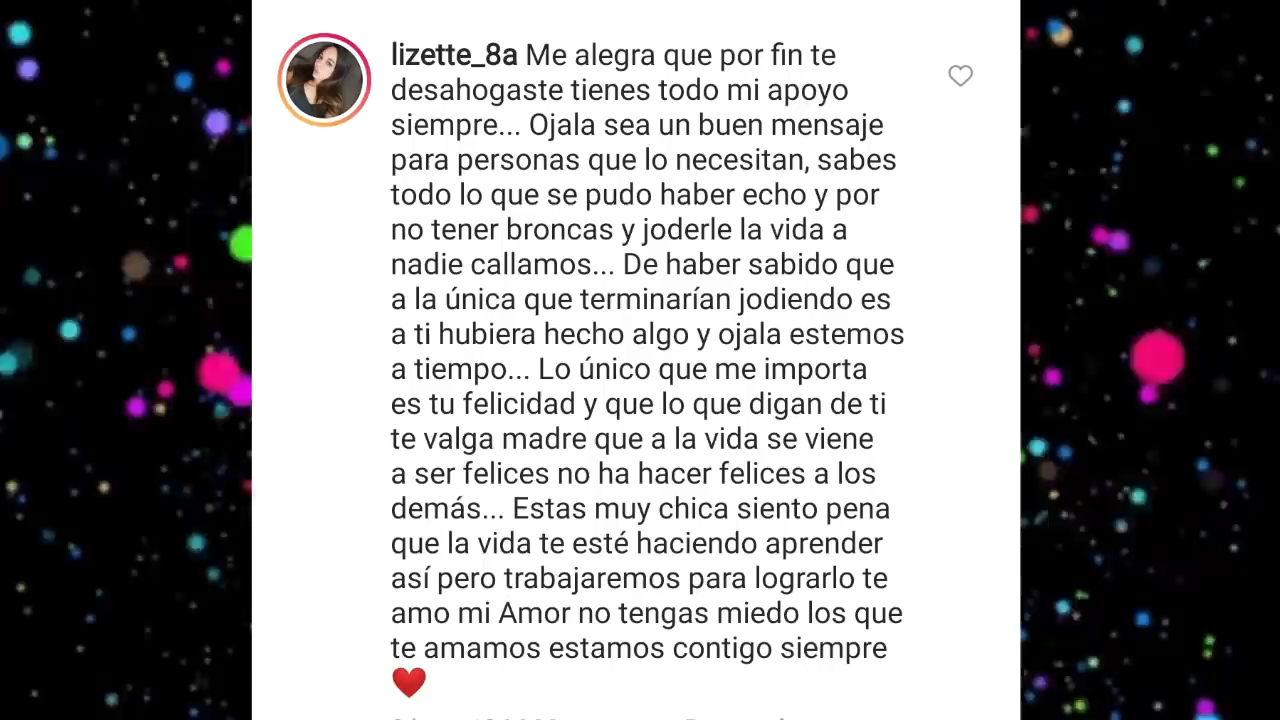 lizette_8a Me alegra que por fin te
desahogaste tienes todo mi apoyo
siempre... Ojala sea un buen mensaje
para personas que lo necesitan, sabes
todo lo que se pudo haber echo y por
no tener broncas y joderle la vida a
nadie callamos... De haber sabido que
a la única que terminarían jodiendo es
a ti hubiera hecho algo y ojala estemos
a tiempo... Lo único que me importa
es tu felicidad y que lo que digan de ti
te valga madre que a la vida se viene
a ser felices no ha hacer felices a los
demás... Estas muy chica siento pena
que la vida te esté haciendo aprender
así pero trabajaremos para lograrlo te
amo mi Amor no tengas miedo los que
te amamos estamos contigo siempre
❤️